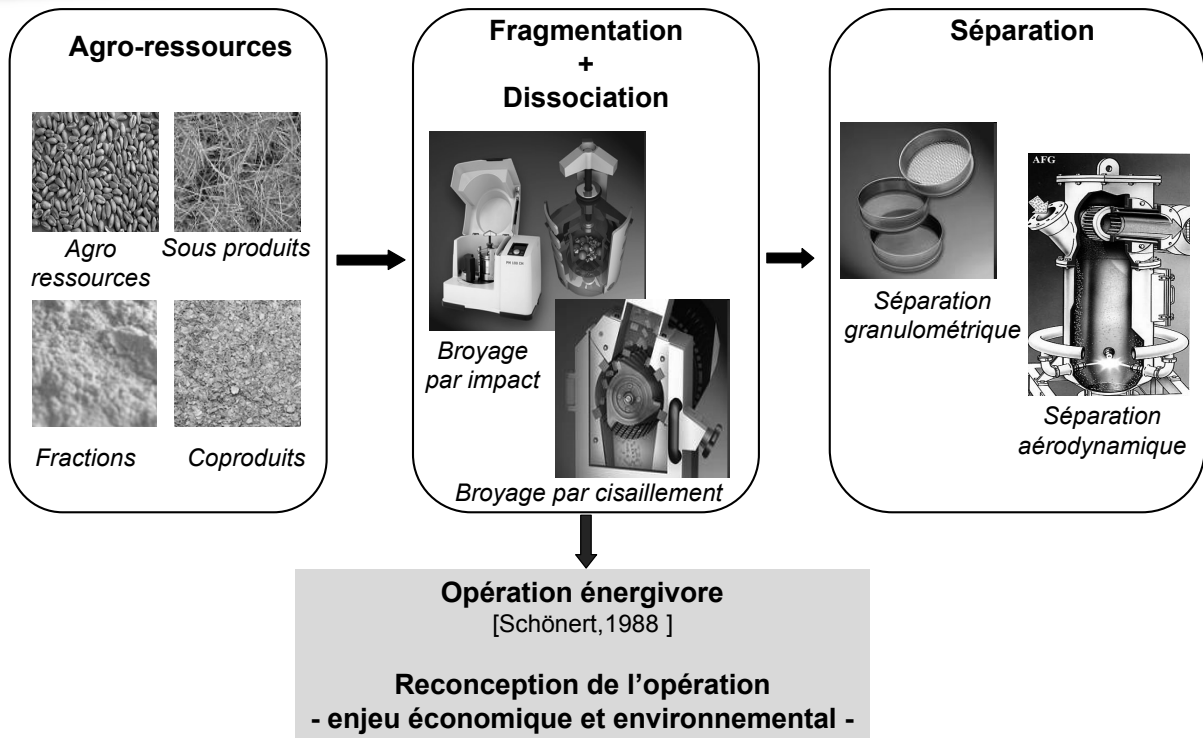 Agro-ressources
Agro
ressources
Sous produits
Fractions
Coproduits
Fragmentation
+
Dissociation
Broyage
par impact
Broyage par cisaillement
Séparation
Séparation
granulométrique
AFG
Séparation
aérodynamique
Opération énergivore
[Schönert,1988 ]
Reconception de l’opération
- enjeu économique et environnemental -